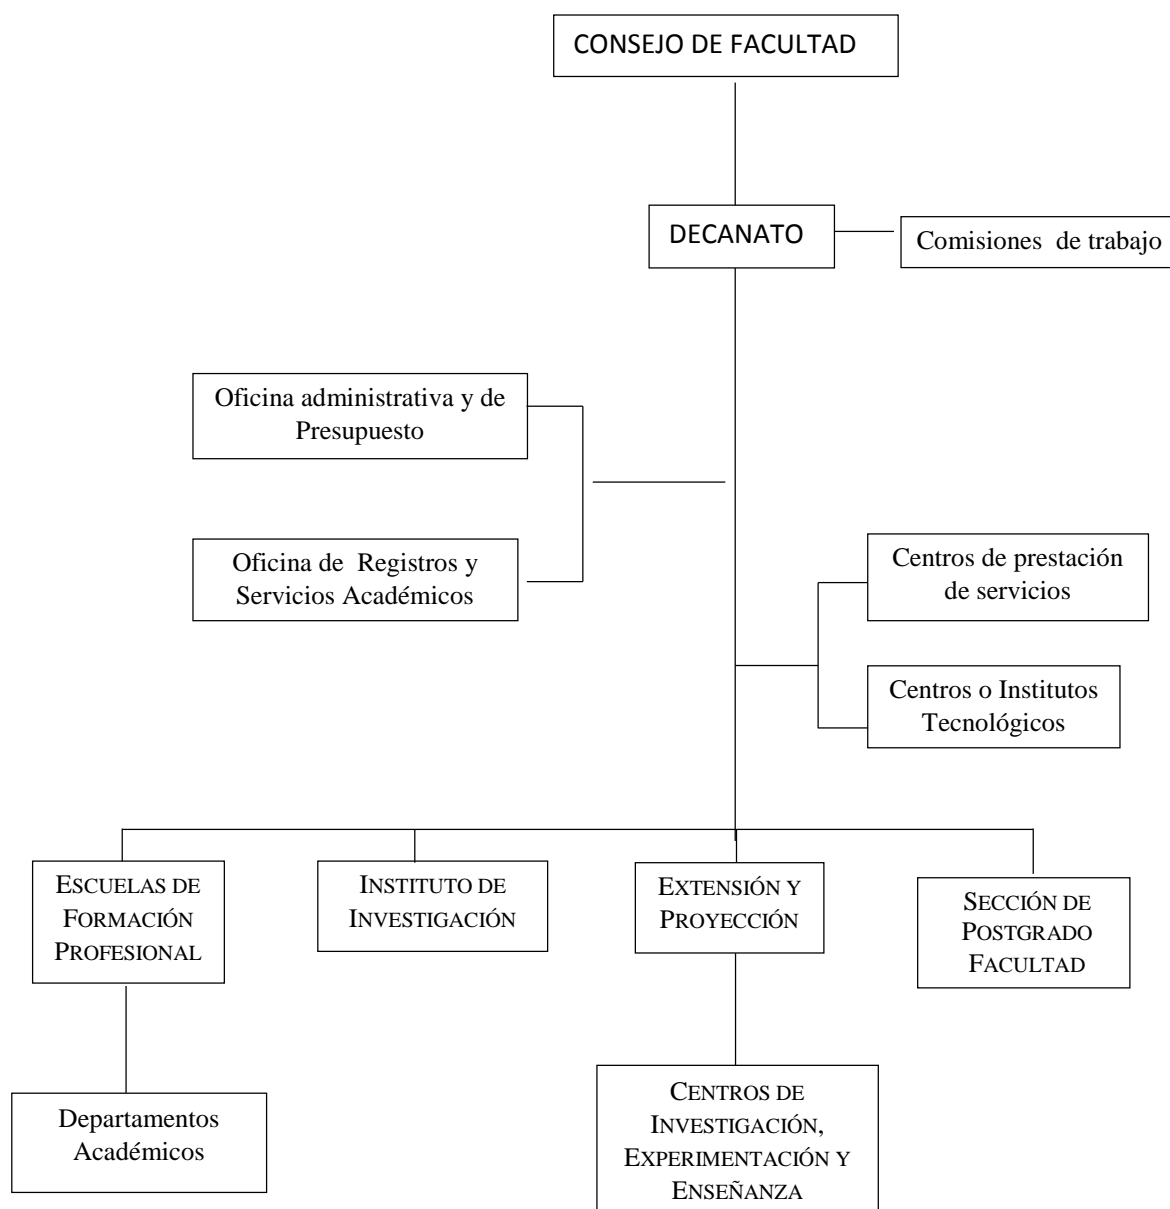 CONSEJO DE FACULTAD
DECANATO
Comisiones de trabajo
Oficina administrativa y de
Presupuesto
Oficina de Registros y
Servicios Académicos
Centros de prestación
de servicios
Centros o Institutos
Tecnológicos
ESCUELAS DE
FORMACIÓN
PROFESIONAL
INSTITUTO DE
INVESTIGACIÓN
EXTENSIÓN Y
PROYECCIÓN
SECCIÓN DE
POSTGRADO
FACULTAD
Departamentos
Académicos
CENTROS DE
INVESTIGACIÓN,
EXPERIMENTACIÓN Y
ENSEÑANZA